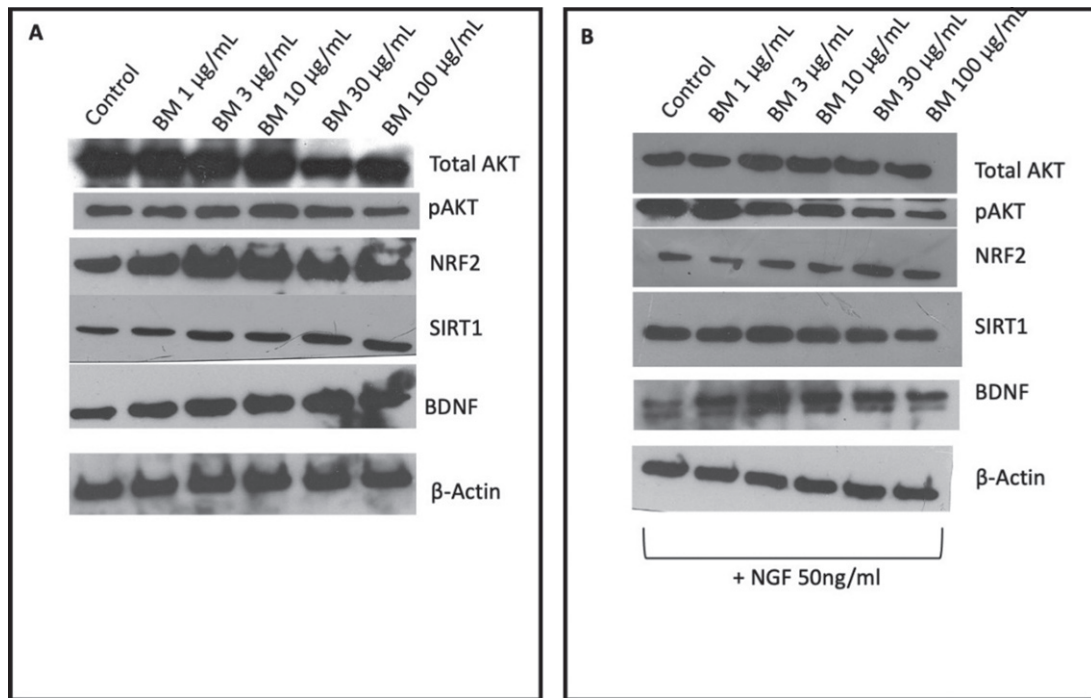 A
Control
BM 1 µg/mL
BM 3 µg/mL
BM 10 µg/mL
BM 30 µg/mL
BM 100 µg/mL
Total AKT
pAKT
NRF2
SIRT1
BDNF
β-Actin
B
Control
BM 1 µg/mL
BM 3 µg/mL
BM 10 µg/mL
BM 30 µg/mL
BM 100 µg/mL
Total AKT
pAKT
NRF2
SIRT1
BDNF
β-Actin
+ NGF 50ng/ml